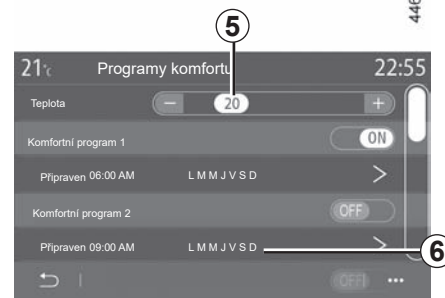 446
5
21°c Programy komfortu 22:55
Teplota − 20 +
Komfortní program 1 ON
Připraven 06:00 AM L M M J V S D >
Komfortní program 2 OFF
Připraven 09:00 AM L M M J V S D >
6
OFF •••